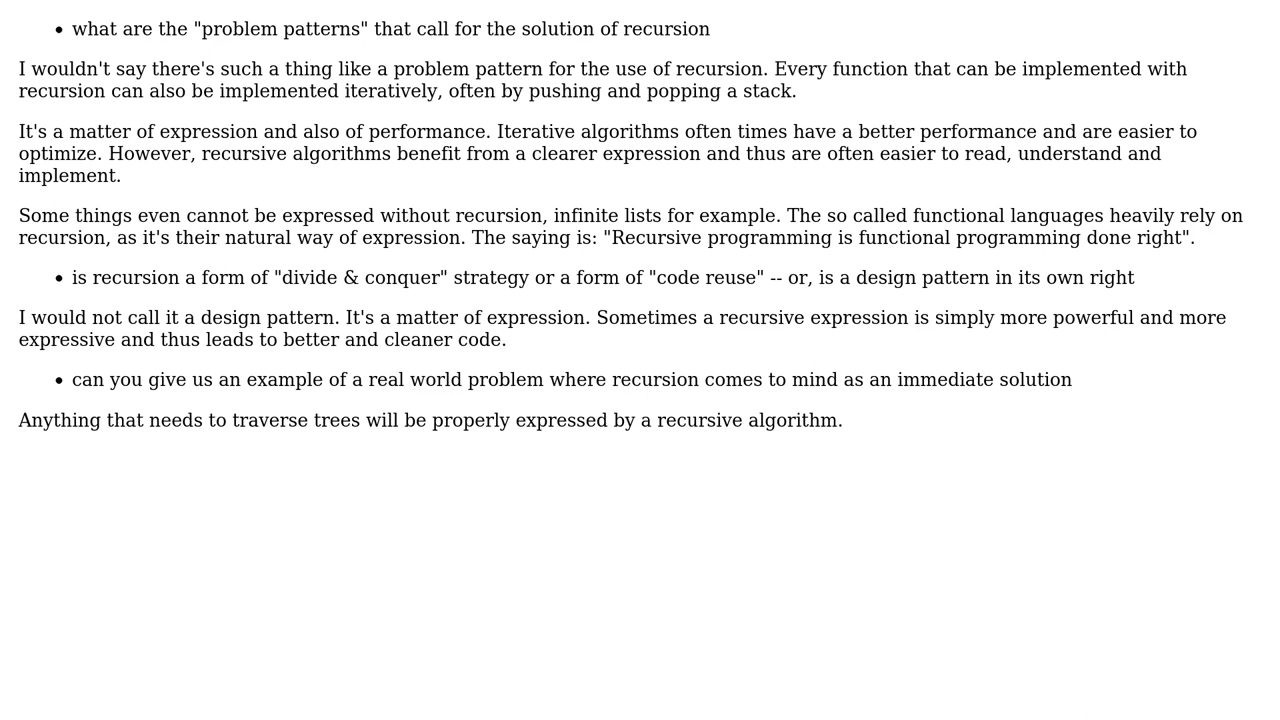 • what are the "problem patterns" that call for the solution of recursion
I wouldn't say there's such a thing like a problem pattern for the use of recursion. Every function that can be implemented with
recursion can also be implemented iteratively, often by pushing and popping a stack.
It's a matter of expression and also of performance. Iterative algorithms often times have a better performance and are easier to
optimize. However, recursive algorithms benefit from a clearer expression and thus are often easier to read, understand and
implement.
Some things even cannot be expressed without recursion, infinite lists for example. The so called functional languages heavily rely on
recursion, as it's their natural way of expression. The saying is: "Recursive programming is functional programming done right".
• is recursion a form of "divide & conquer" strategy or a form of "code reuse" -- or, is a design pattern in its own right
I would not call it a design pattern. It's a matter of expression. Sometimes a recursive expression is simply more powerful and more
expressive and thus leads to better and cleaner code.
• can you give us an example of a real world problem where recursion comes to mind as an immediate solution
Anything that needs to traverse trees will be properly expressed by a recursive algorithm.